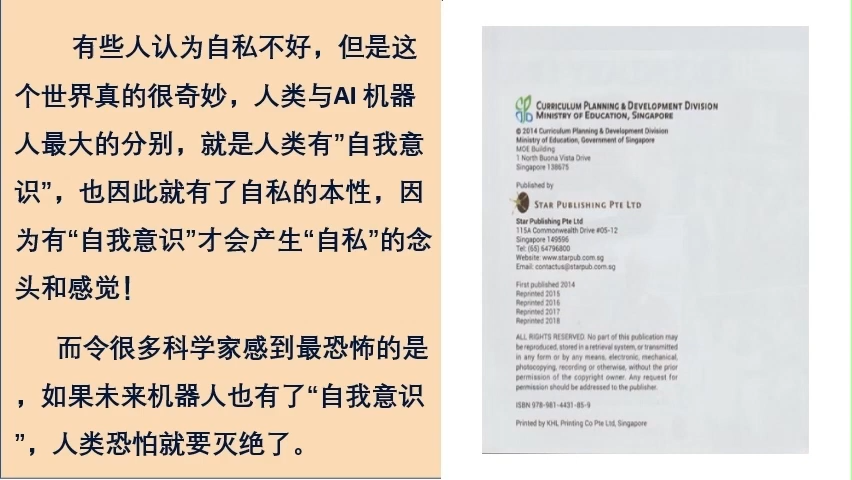 有些人认为自私不好，但是这
个世界真的很奇妙，人类与AI 机器
人最大的分别，就是人类有”自我意
识”，也因此就有了自私的本性，因
为有“自我意识”才会产生“自私”的念
头和感觉！
而令很多科学家感到最恐怖的是
，如果未来机器人也有了“自我意识
”，人类恐怕就要灭绝了。
CURRICULUM PLANNING & DEVELOPMENT DIVISION
MINISTRY OF EDUCATION, SINGAPORE
© 2014 Curriculum Planning & Development Division
Ministry of Education, Government of Singapore
MOE Building
1 North Buona Vista Drive
Singapore 138675
Published by
STAR PUBLISHING PTE LTD
Star Publishing Pte Ltd
115A Commonwealth Drive #05-12
Singapore 149596
Tel: (65) 64796800
Website: www.starpub.com.sg
Email: contactus@starpub.com.sg
First published 2014
Reprinted 2015
Reprinted 2016
Reprinted 2017
Reprinted 2018
ALL RIGHTS RESERVED. No part of this publication may
be reproduced, stored in a retrieval system, or transmitted
in any form or by any means, electronic, mechanical,
photocopying, recording or otherwise, without the prior
permission of the copyright owner. Any request for
permission should be addressed to the publisher.
ISBN 978-981-4431-85-9
Printed by KHL Printing Co Pte Ltd, Singapore